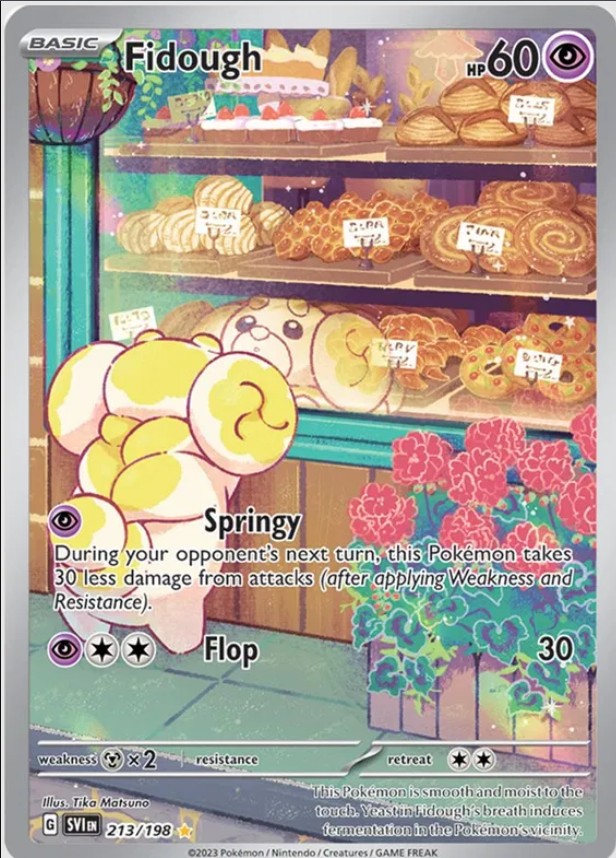 BASIC Fidough HP 60
Springy
During your opponent's next turn, this Pokémon takes
30 less damage from attacks (after applying Weakness and
Resistance).
Flop 30
weakness ×2 resistance retreat
Illus. Tika Matsuno
This Pokémon is smooth and moist to the
touch. Yeast in Fidough's breath induces
fermentation in the Pokémon's vicinity.
G SVI EN 213/198
©2023 Pokémon / Nintendo / Creatures / GAME FREAK